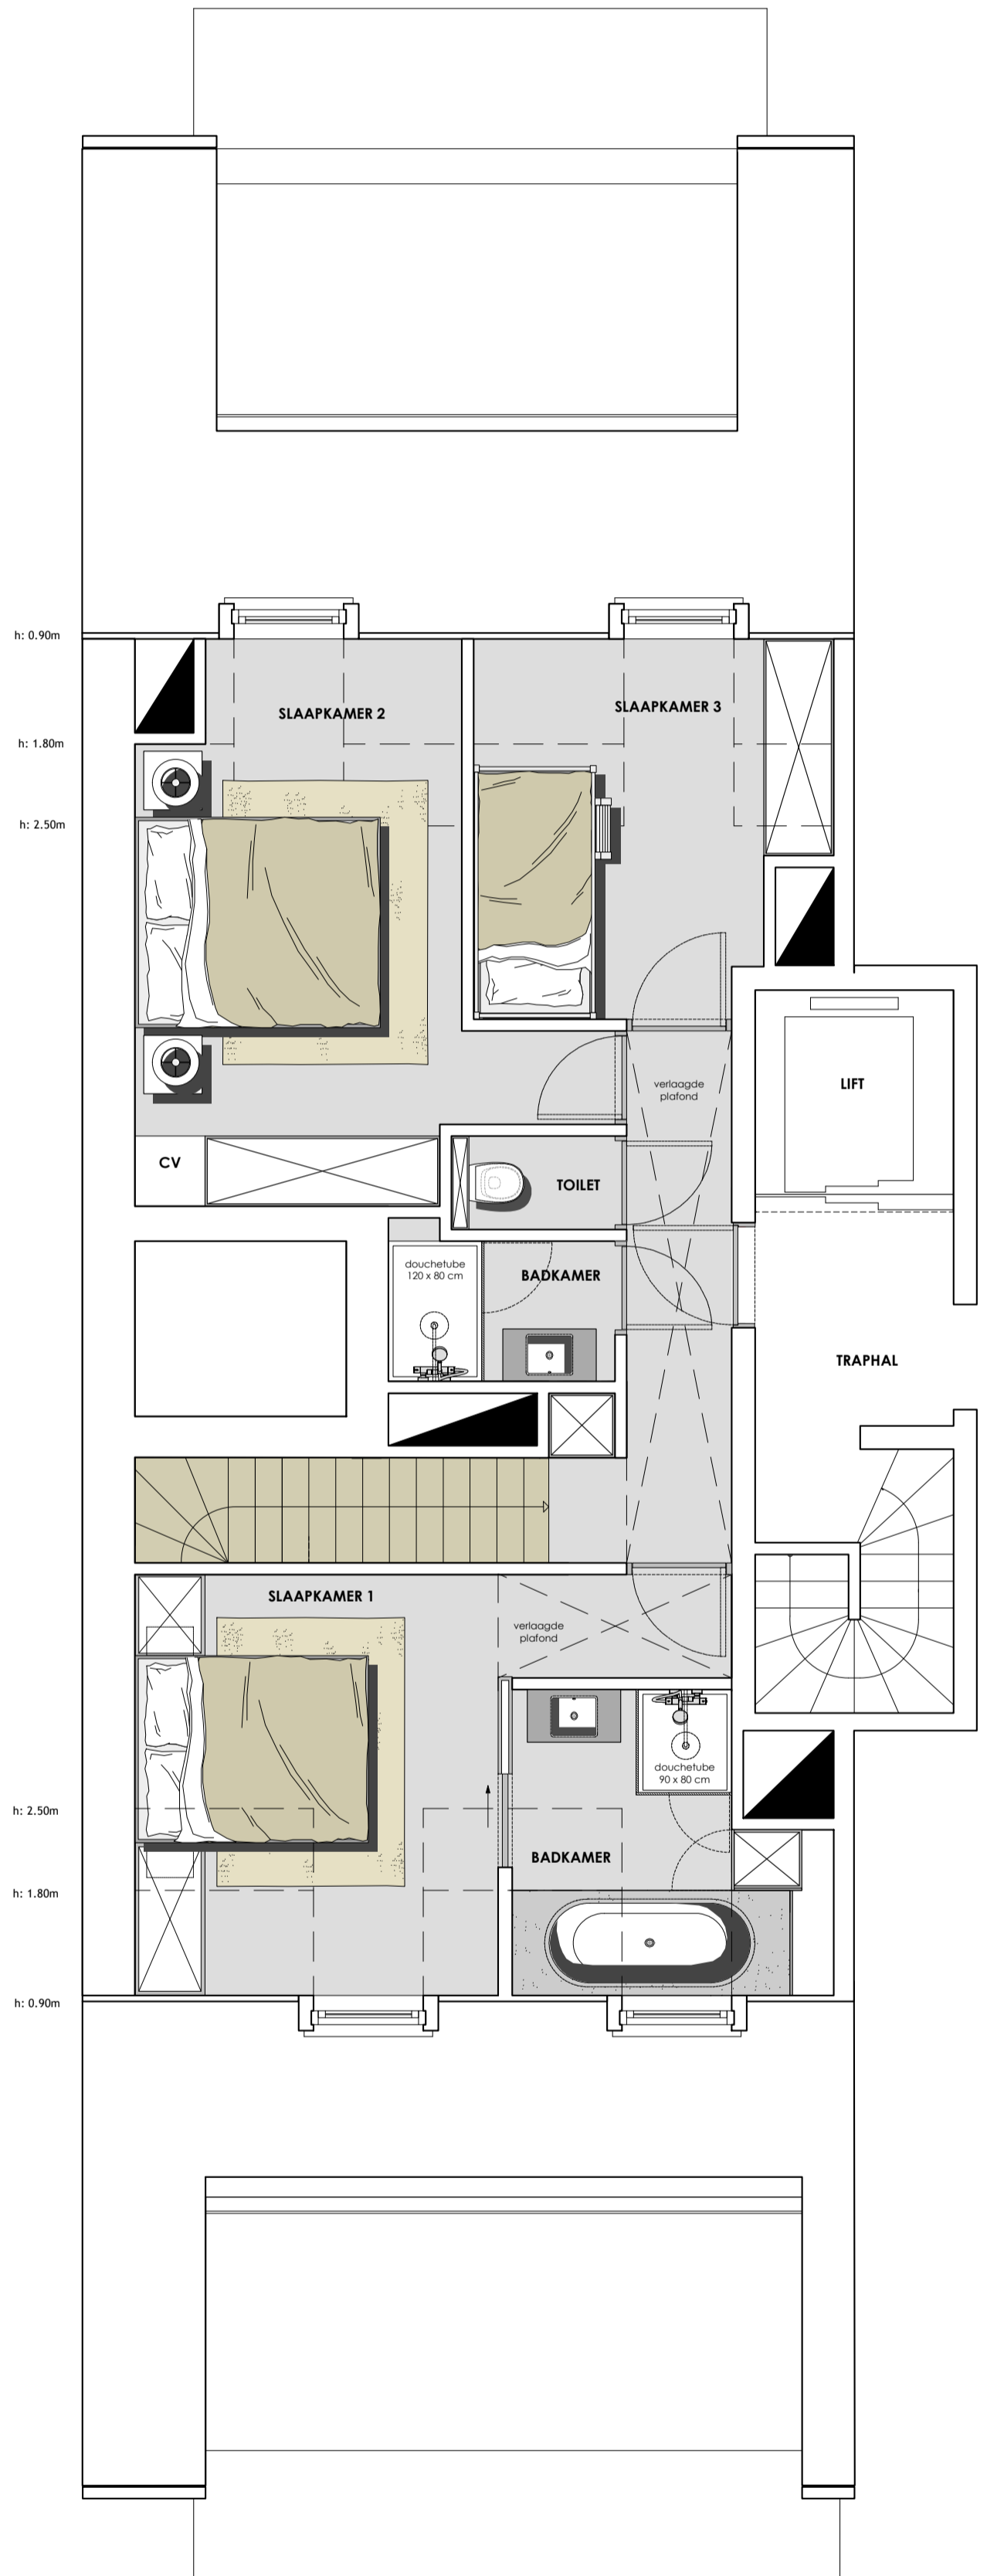 h: 0.90m
SLAAPKAMER 2
SLAAPKAMER 3
h: 1.80m
h: 2.50m
verlaagde
plafond
LIFT
CV
TOILET
douchetube
120 x 80 cm
BADKAMER
TRAPHAL
SLAAPKAMER 1
verlaagde
plafond
douchetube
90 x 80 cm
h: 2.50m
BADKAMER
h: 1.80m
h: 0.90m